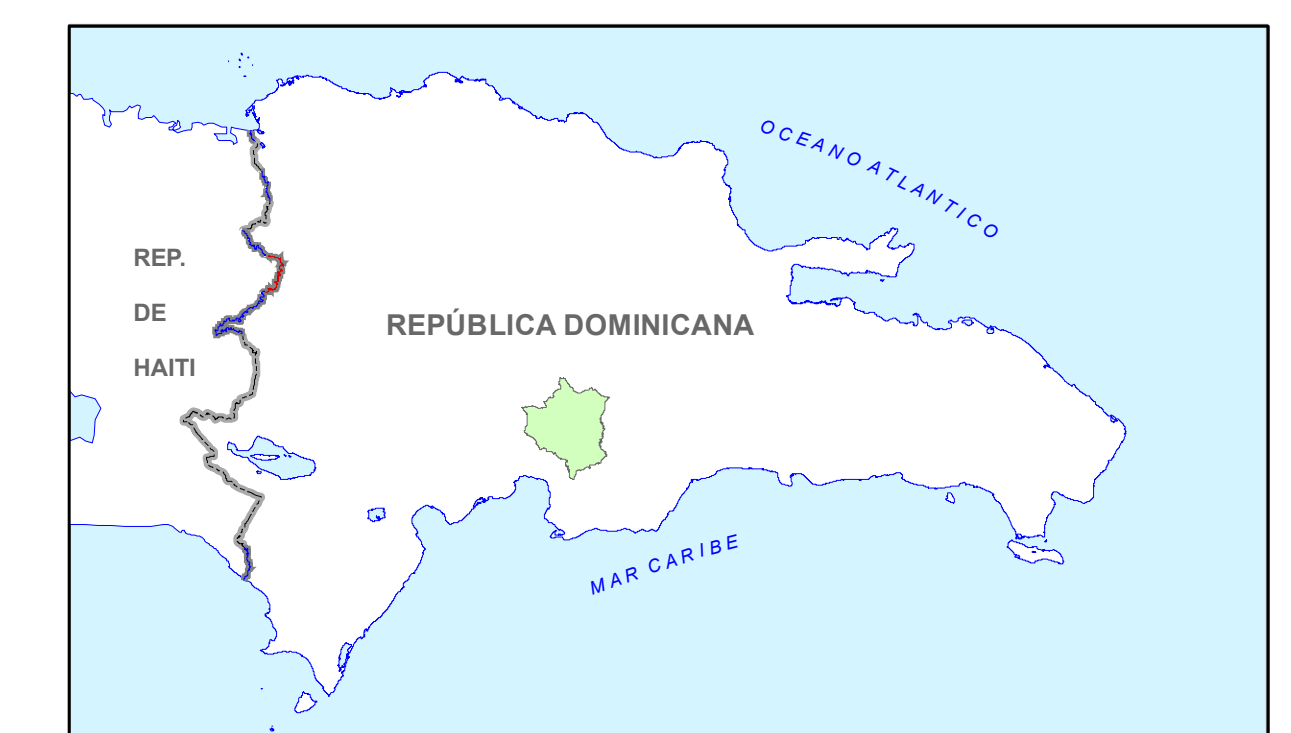 OCEANO ATLANTICO
REP.
DE
HAITI
REPÚBLICA DOMINICANA
MAR CARIBE